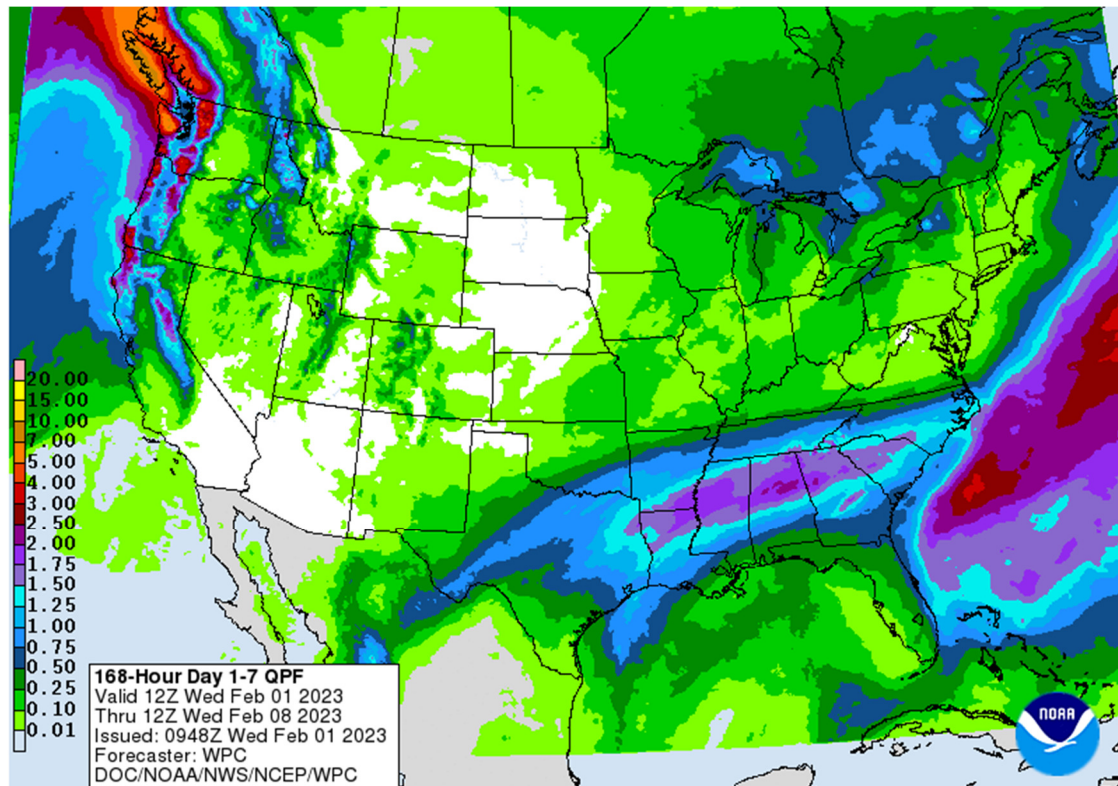 20.00
15.00
10.00
7.00
5.00
4.00
3.00
2.50
2.00
1.75
1.50
1.25
1.00
0.75
0.50
0.25
0.10
0.01
168-Hour Day 1-7 QPF
Valid 12Z Wed Feb 01 2023
Thru 12Z Wed Feb 08 2023
Issued: 0948Z Wed Feb 01 2023
Forecaster: WPC
DOC/NOAA/NWS/NCEP/WPC
NOAA